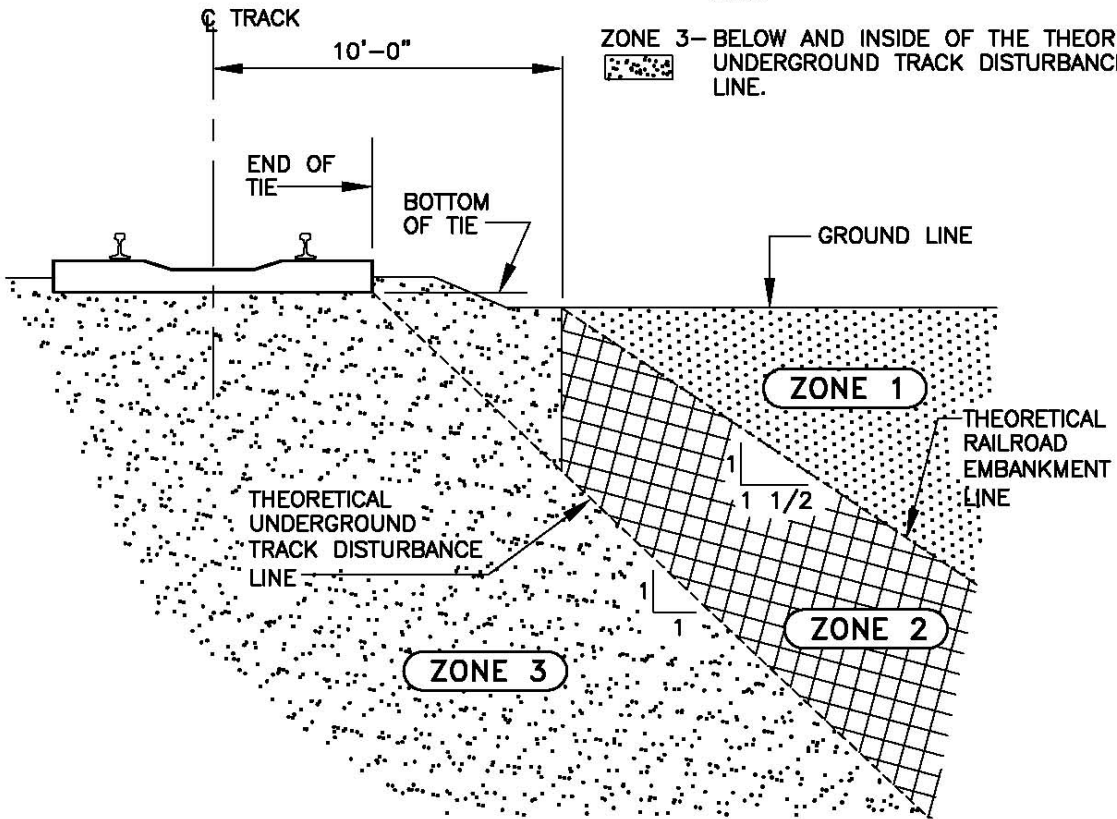 ℄ TRACK
10'-0"
ZONE 3- BELOW AND INSIDE OF THE
UNDERGROUND TRACK
LINE.
END OF
TIE
BOTTOM
OF TIE
GROUND LINE
ZONE 1
THEORETICAL
RAILROAD
EMBANKMENT
LINE
1
1 1/2
THEORETICAL
UNDERGROUND
TRACK DISTURBANCE
LINE
1
1
ZONE 2
ZONE 3